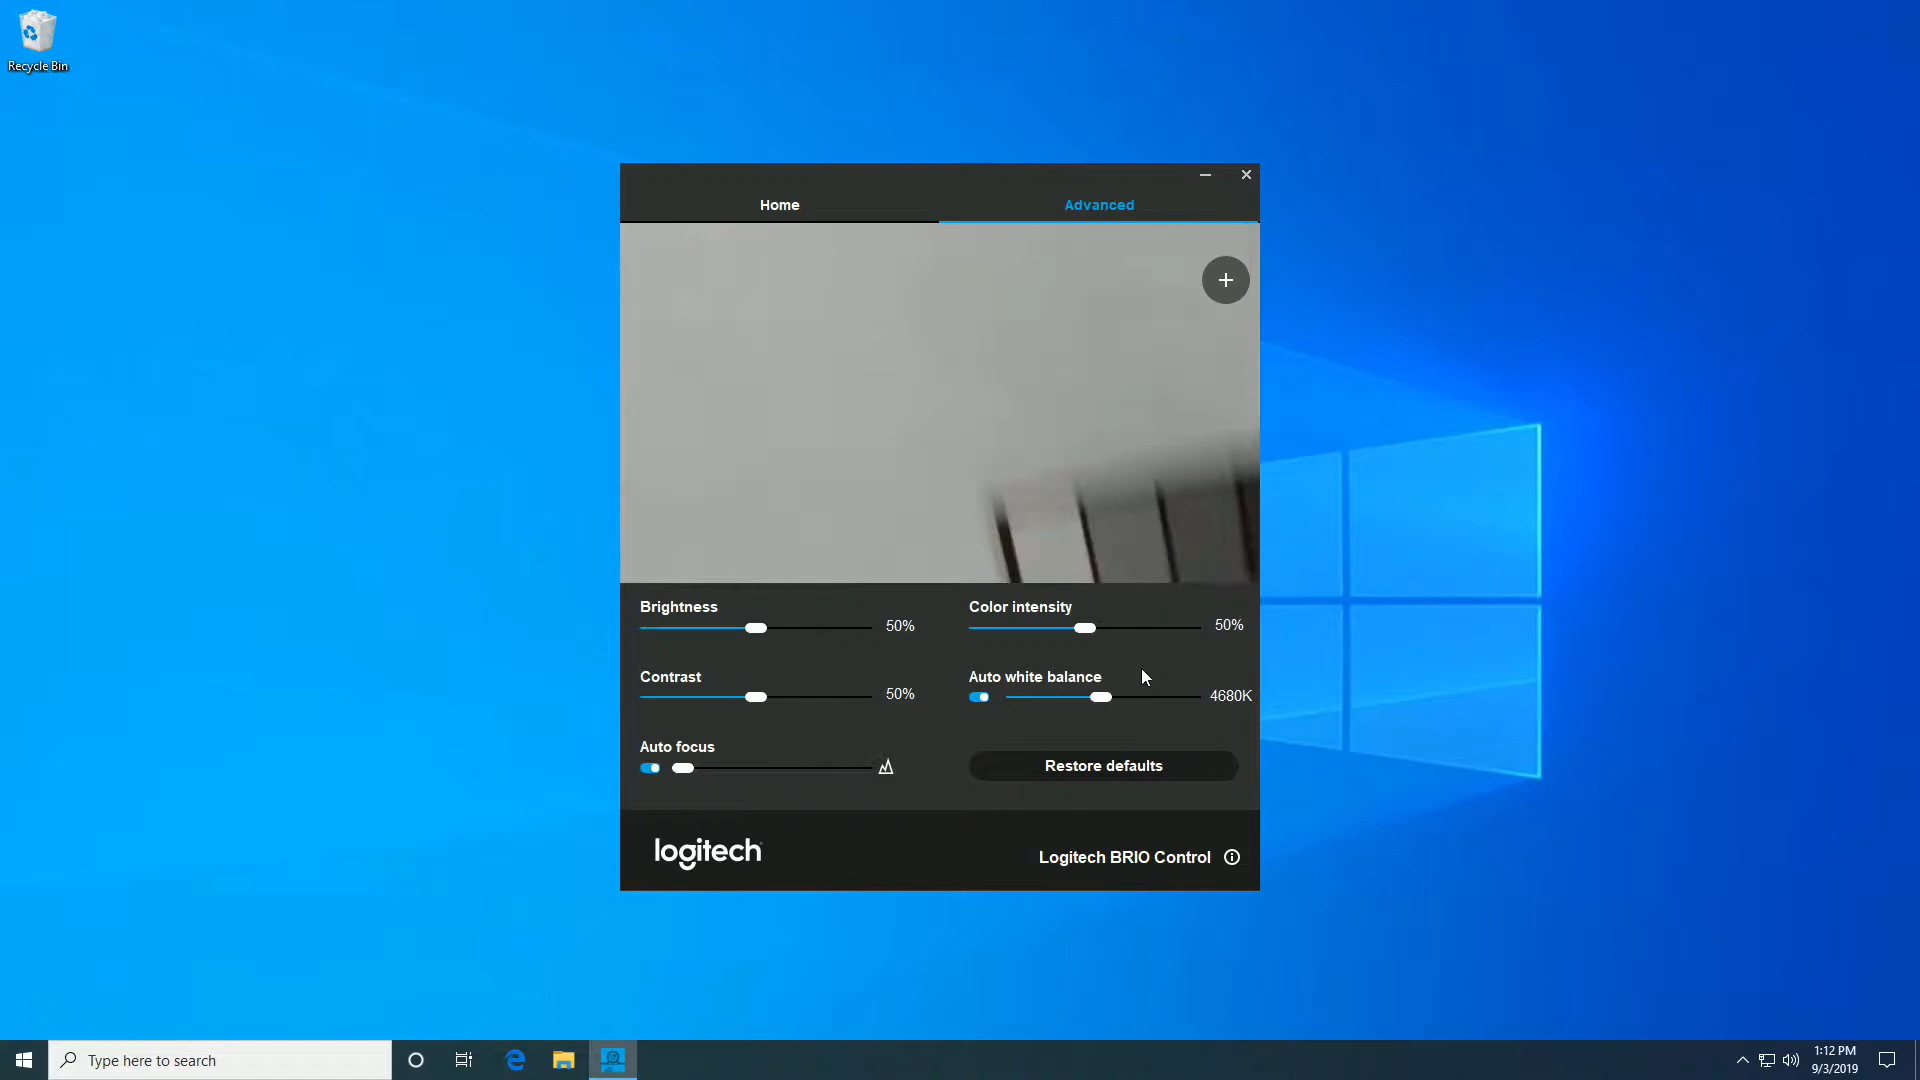 Recycle Bin
Home
Advanced
Brightness
50%
Color intensity
50%
Contrast
50%
Auto white balance
4680K
Auto focus
Restore defaults
logitech
Logitech BRIO Control
Type here to search
1:12 PM
9/3/2019